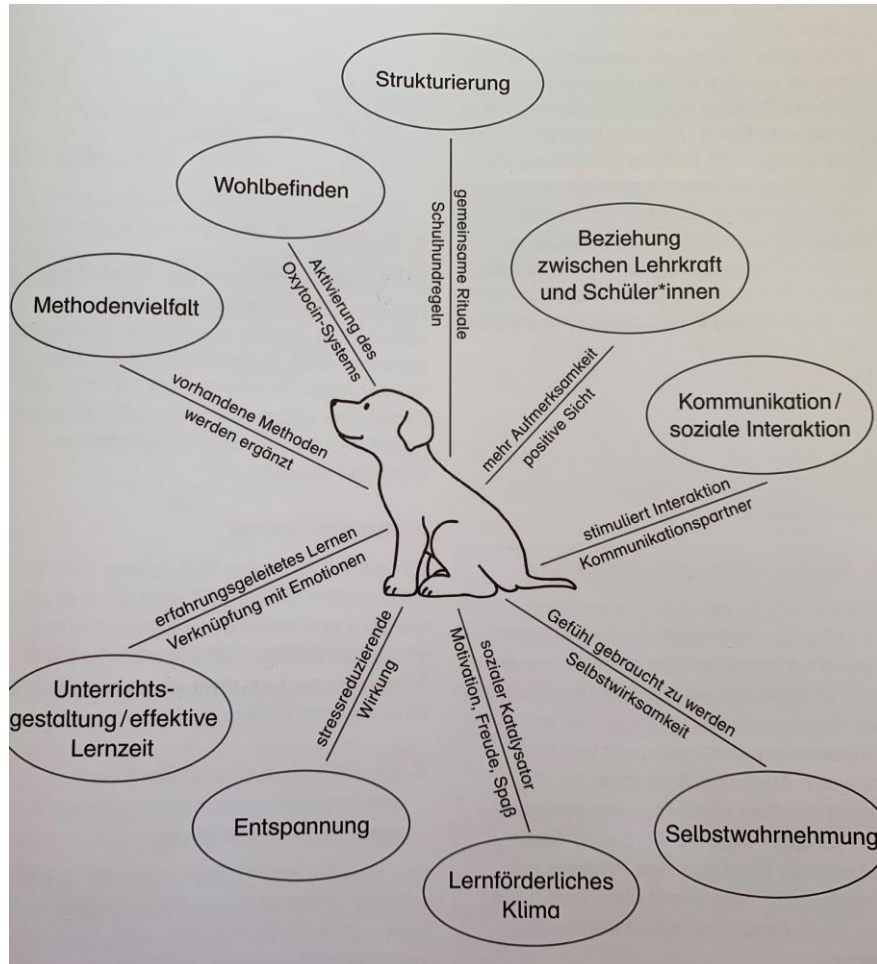 Strukturierung
gemeinsame Rituale
Schulhundregeln
Wohlbefinden
Aktivierung des
Oxytocin-Systems
Beziehung
zwischen Lehrkraft
und Schüler*innen
mehr Aufmerksamkeit
positive Sicht
Methodenvielfalt
vorhandene Methoden
werden ergänzt
Kommunikation/
soziale Interaktion
stimuliert Interaktion
Kommunikationspartner
erfahrungsgeleitetes Lernen
Verknüpfung mit Emotionen
Unterrichts-
gestaltung/effektive
Lernzeit
stressreduzierende
Wirkung
Entspannung
sozialer Katalysator
Motivation, Freude, Spaß
Lernförderliches
Klima
Gefühl gebraucht zu werden
Selbstwirksamkeit
Selbstwahrnehmung